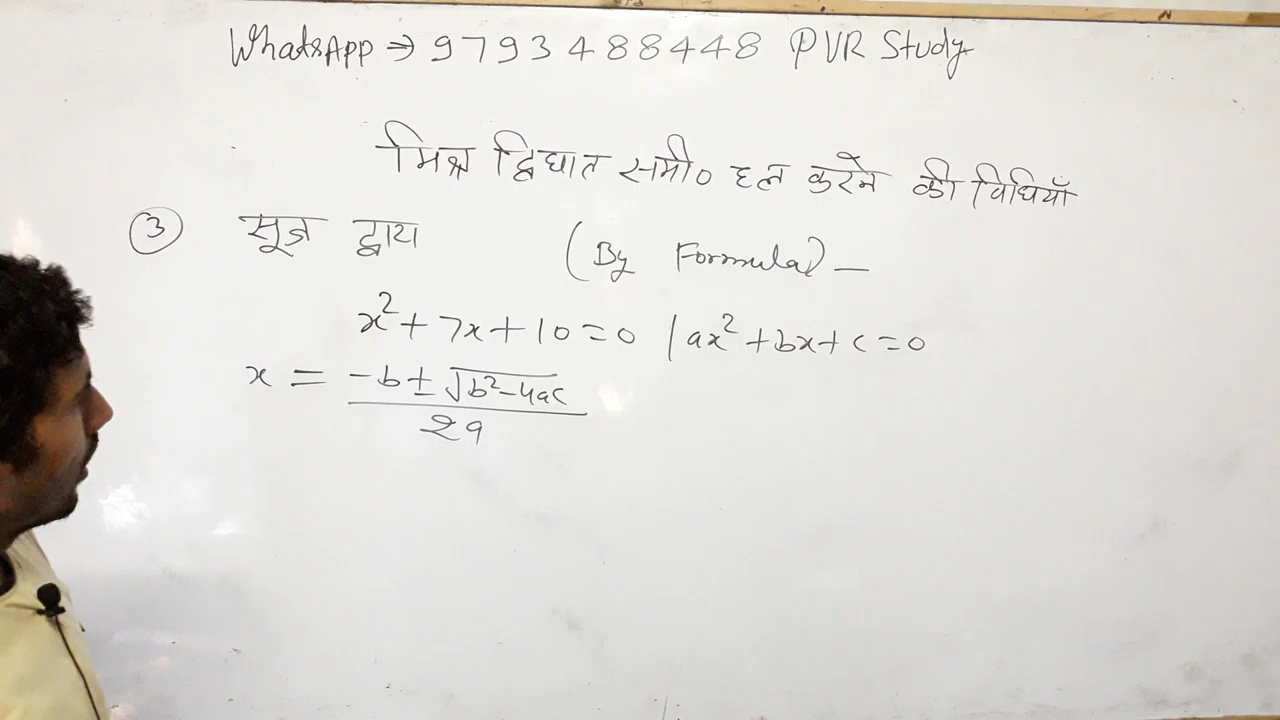 WhatsApp → 9793488448 PVR Study
मिश्र द्विघात समी० हल करने की विधियाँ
③ सूत्र द्वारा (By Formula) —
x² + 7x + 10 = 0 | ax² + bx + c = 0
x = \frac{-b ± √(b² - 4ac)}{2a}